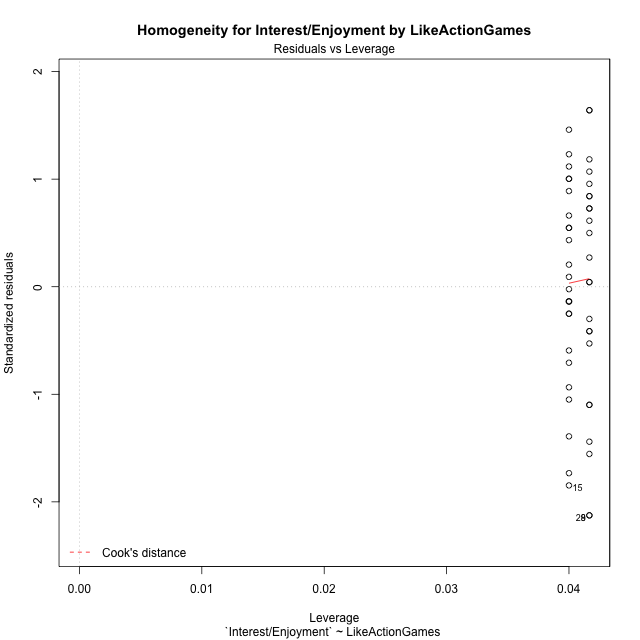 Homogeneity for Interest/Enjoyment by LikeActionGames
Residuals vs Leverage
2
1
0
-1
-2
Standardized residuals
15
28
Cook's distance
0.00 0.01 0.02 0.03 0.04
Leverage
`Interest/Enjoyment` ~ LikeActionGames